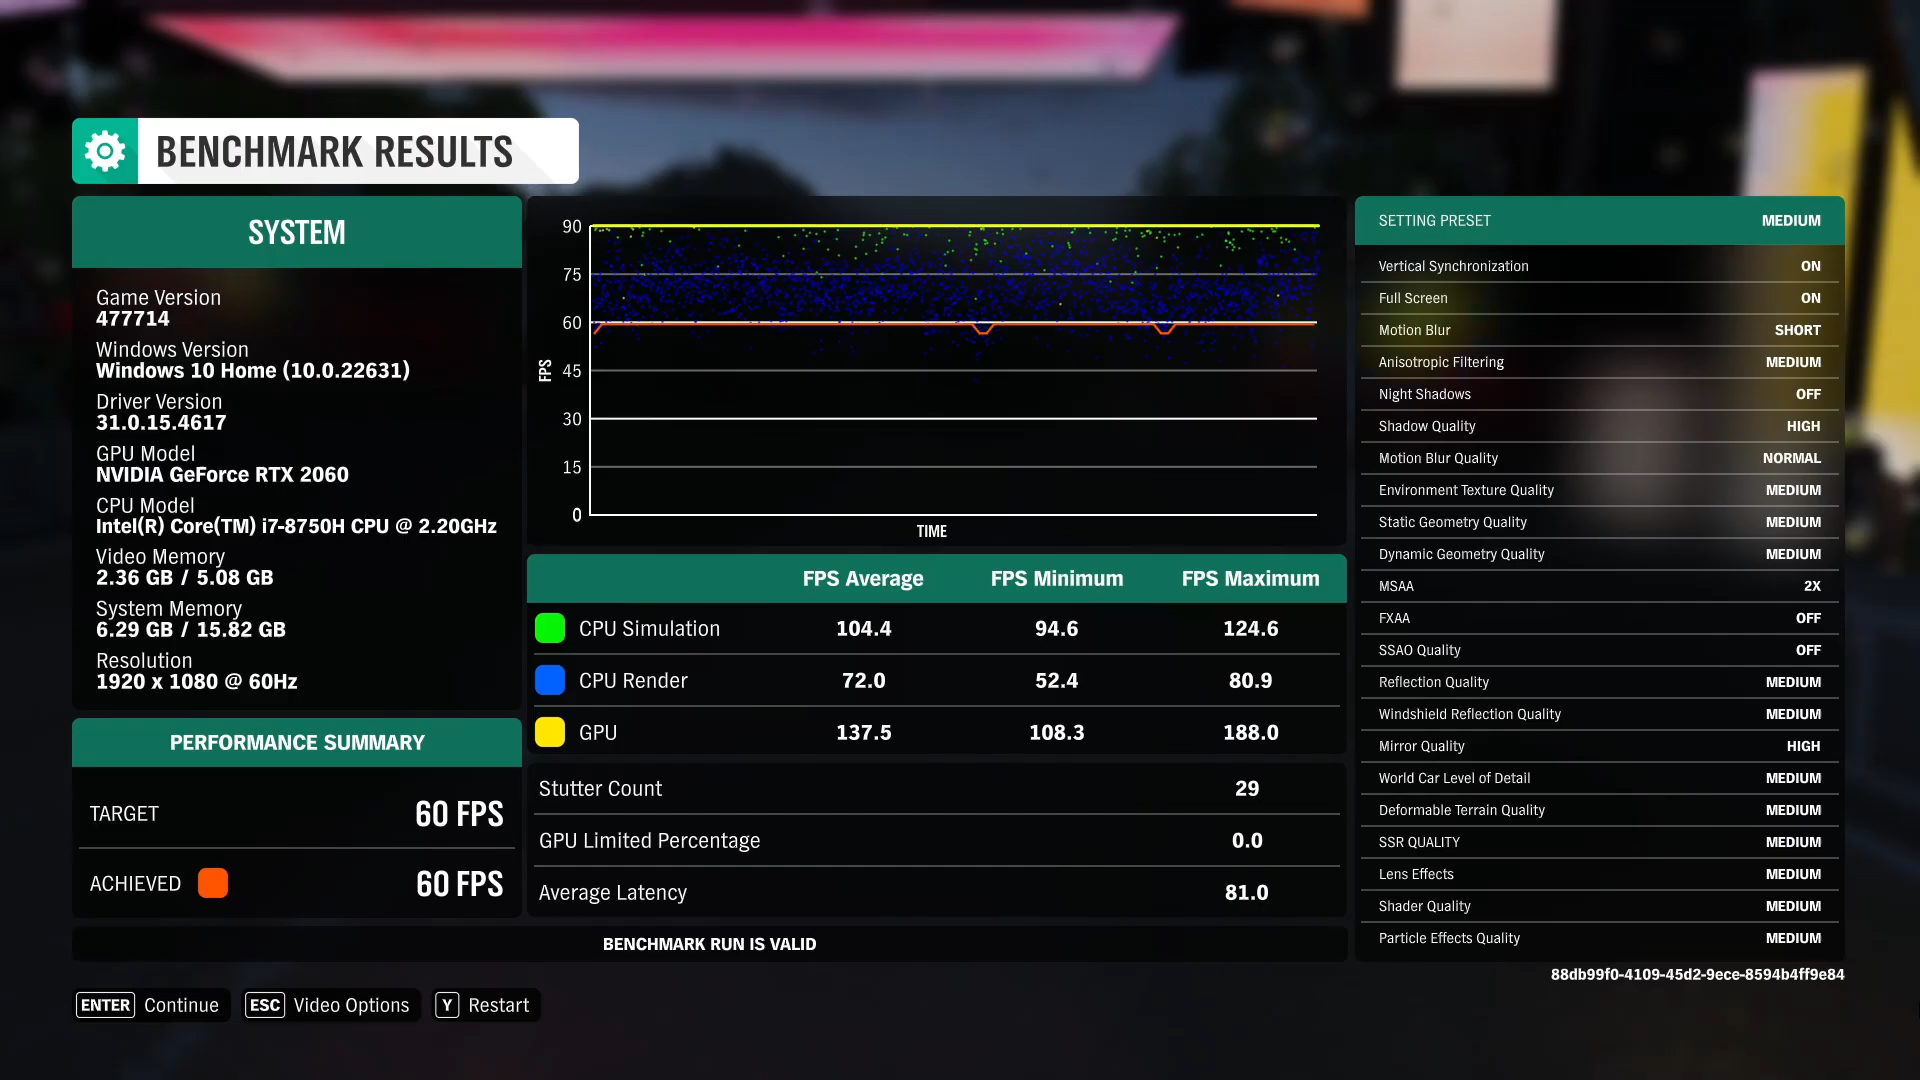 BENCHMARK RESULTS
SYSTEM
Game Version
477714
Windows Version
Windows 10 Home (10.0.22631)
Driver Version
31.0.15.4617
GPU Model
NVIDIA GeForce RTX 2060
CPU Model
Intel(R) Core(TM) i7-8750H CPU @ 2.20GHz
Video Memory
2.36 GB / 5.08 GB
System Memory
6.29 GB / 15.82 GB
Resolution
1920 x 1080 @ 60Hz
PERFORMANCE SUMMARY
TARGET 60 FPS
ACHIEVED 60 FPS
FPS
90
75
60
45
30
15
0
TIME
FPS Average FPS Minimum FPS Maximum
CPU Simulation 104.4 94.6 124.6
CPU Render 72.0 52.4 80.9
GPU 137.5 108.3 188.0
Stutter Count 29
GPU Limited Percentage 0.0
Average Latency 81.0
BENCHMARK RUN IS VALID
SETTING PRESET MEDIUM
Vertical Synchronization ON
Full Screen ON
Motion Blur SHORT
Anisotropic Filtering MEDIUM
Night Shadows OFF
Shadow Quality HIGH
Motion Blur Quality NORMAL
Environment Texture Quality MEDIUM
Static Geometry Quality MEDIUM
Dynamic Geometry Quality MEDIUM
MSAA 2X
FXAA OFF
SSAO Quality OFF
Reflection Quality MEDIUM
Windshield Reflection Quality MEDIUM
Mirror Quality HIGH
World Car Level of Detail MEDIUM
Deformable Terrain Quality MEDIUM
SSR QUALITY MEDIUM
Lens Effects MEDIUM
Shader Quality MEDIUM
Particle Effects Quality MEDIUM
88db99f0-4109-45d2-9ece-8594b4ff9e84
ENTER Continue ESC Video Options Y Restart